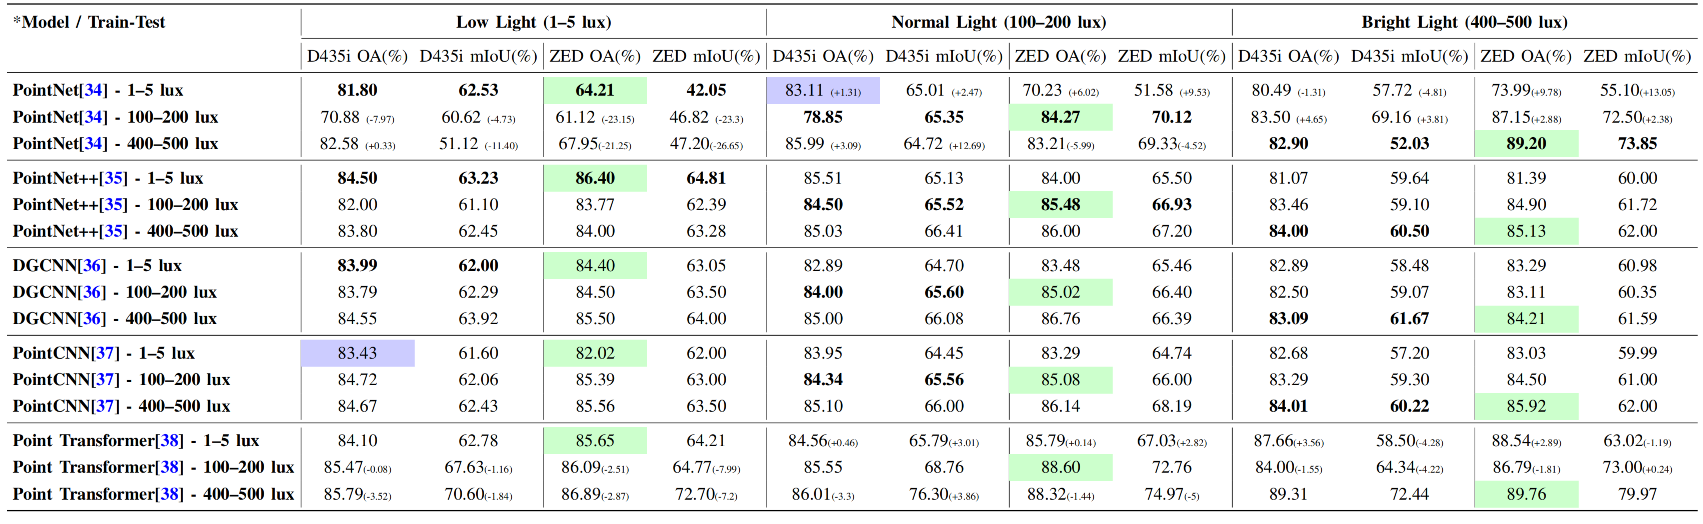 *Model / Train-Test Low Light (1–5 lux) Normal Light (100–200 lux) Bright Light (400–500 lux)
D435i OA(%) D435i mIoU(%) ZED OA(%) ZED mIoU(%) D435i OA(%) D435i mIoU(%) ZED OA(%) ZED mIoU(%) D435i OA(%) D435i mIoU(%) ZED OA(%) ZED mIoU(%)
PointNet[34] - 1–5 lux 81.80 62.53 64.21 42.05 83.11 (+1.31) 65.01 (+2.47) 70.23 (+6.02) 51.58 (+9.53) 80.49 (-1.31) 57.72 (-4.81) 73.99(+9.78) 55.10(+13.05)
PointNet[34] - 100–200 lux 70.88 (-7.97) 60.62 (-4.73) 61.12 (-23.15) 46.82 (-23.3) 78.85 65.35 84.27 70.12 83.50 (+4.65) 69.16 (+3.81) 87.15(+2.88) 72.50(+2.38)
PointNet[34] - 400–500 lux 82.58 (+0.33) 51.12 (-11.40) 67.95(-21.25) 47.20(-26.65) 85.99 (+3.09) 64.72 (+12.69) 83.21(-5.99) 69.33(-4.52) 82.90 52.03 89.20 73.85
PointNet++[35] - 1–5 lux 84.50 63.23 86.40 64.81 85.51 65.13 84.00 65.50 81.07 59.64 81.39 60.00
PointNet++[35] - 100–200 lux 82.00 61.10 83.77 62.39 84.50 65.52 85.48 66.93 83.46 59.10 84.90 61.72
PointNet++[35] - 400–500 lux 83.80 62.45 84.00 63.28 85.03 66.41 86.00 67.20 84.00 60.50 85.13 62.00
DGCNN[36] - 1–5 lux 83.99 62.00 84.40 63.05 82.89 64.70 83.48 65.46 82.89 58.48 83.29 60.98
DGCNN[36] - 100–200 lux 83.79 62.29 84.50 63.50 84.00 65.60 85.02 66.40 82.50 59.07 83.11 60.35
DGCNN[36] - 400–500 lux 84.55 63.92 85.50 64.00 85.00 66.08 86.76 66.39 83.09 61.67 84.21 61.59
PointCNN[37] - 1–5 lux 83.43 61.60 82.02 62.00 83.95 64.45 83.29 64.74 82.68 57.20 83.03 59.99
PointCNN[37] - 100–200 lux 84.72 62.06 85.39 63.00 84.34 65.56 85.08 66.00 83.29 59.30 84.50 61.00
PointCNN[37] - 400–500 lux 84.67 62.43 85.56 63.50 85.10 66.00 86.14 68.19 84.01 60.22 85.92 62.00
Point Transformer[38] - 1–5 lux 84.10 62.78 85.65 64.21 84.56(+0.46) 65.79(+3.01) 85.79(+0.14) 67.03(+2.82) 87.66(+3.56) 58.50(-4.28) 88.54(+2.89) 63.02(-1.19)
Point Transformer[38] - 100–200 lux 85.47(-0.08) 67.63(-1.16) 86.09(-2.51) 64.77(-7.99) 85.55 68.76 88.60 72.76 84.00(-1.55) 64.34(-4.22) 86.79(-1.81) 73.00(+0.24)
Point Transformer[38] - 400–500 lux 85.79(-3.52) 70.60(-1.84) 86.89(-2.87) 72.70(-7.2) 86.01(-3.3) 76.30(+3.86) 88.32(-1.44) 74.97(-5) 89.31 72.44 89.76 79.97